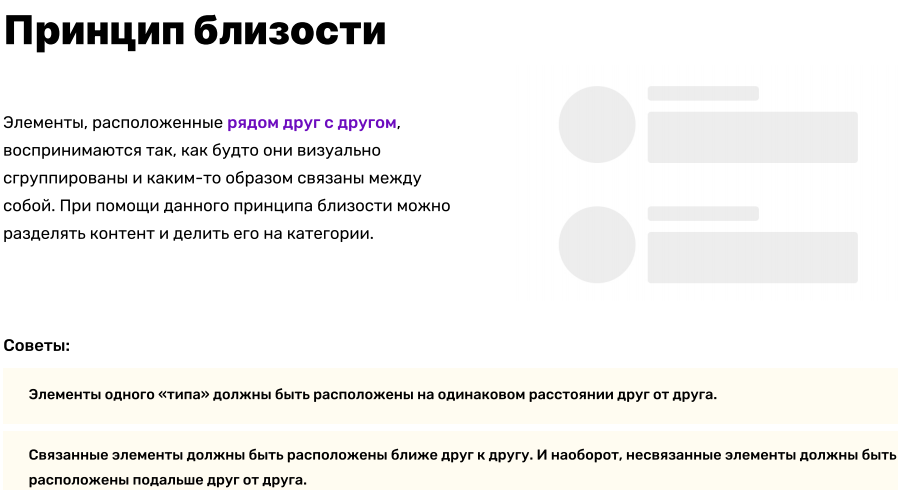 Принцип близости
Элементы, расположенные рядом друг с другом,
воспринимаются так, как будто они визуально
сгруппированы и каким-то образом связаны между
собой. При помощи данного принципа близости можно
разделять контент и делить его на категории.
Советы:
Элементы одного «типа» должны быть расположены на одинаковом расстоянии друг от друга.
Связанные элементы должны быть расположены ближе друг к другу. И наоборот, несвязанные элементы должны быть
расположены подальше друг от друга.